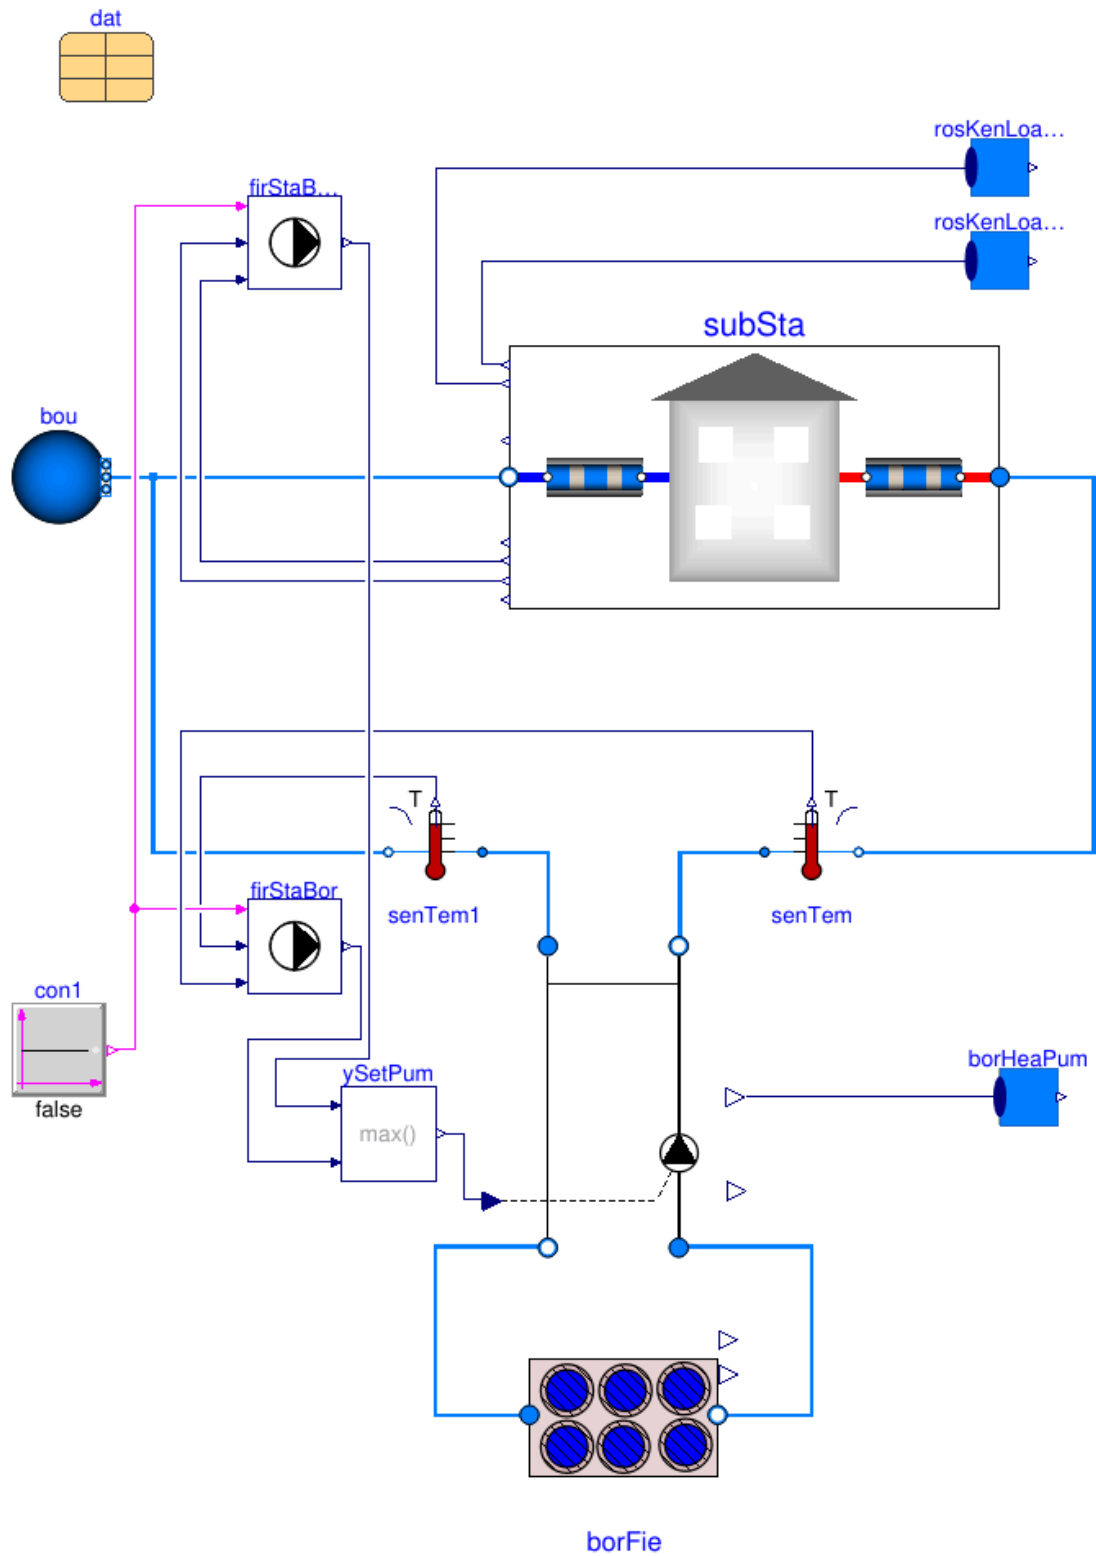 dat
rosKenLoa...
firStaB...
rosKenLoa...
subSta
bou
T
T
firStaBor
senTem1
senTem
con1
false
ySetPum
max()
borHeaPum
borFie